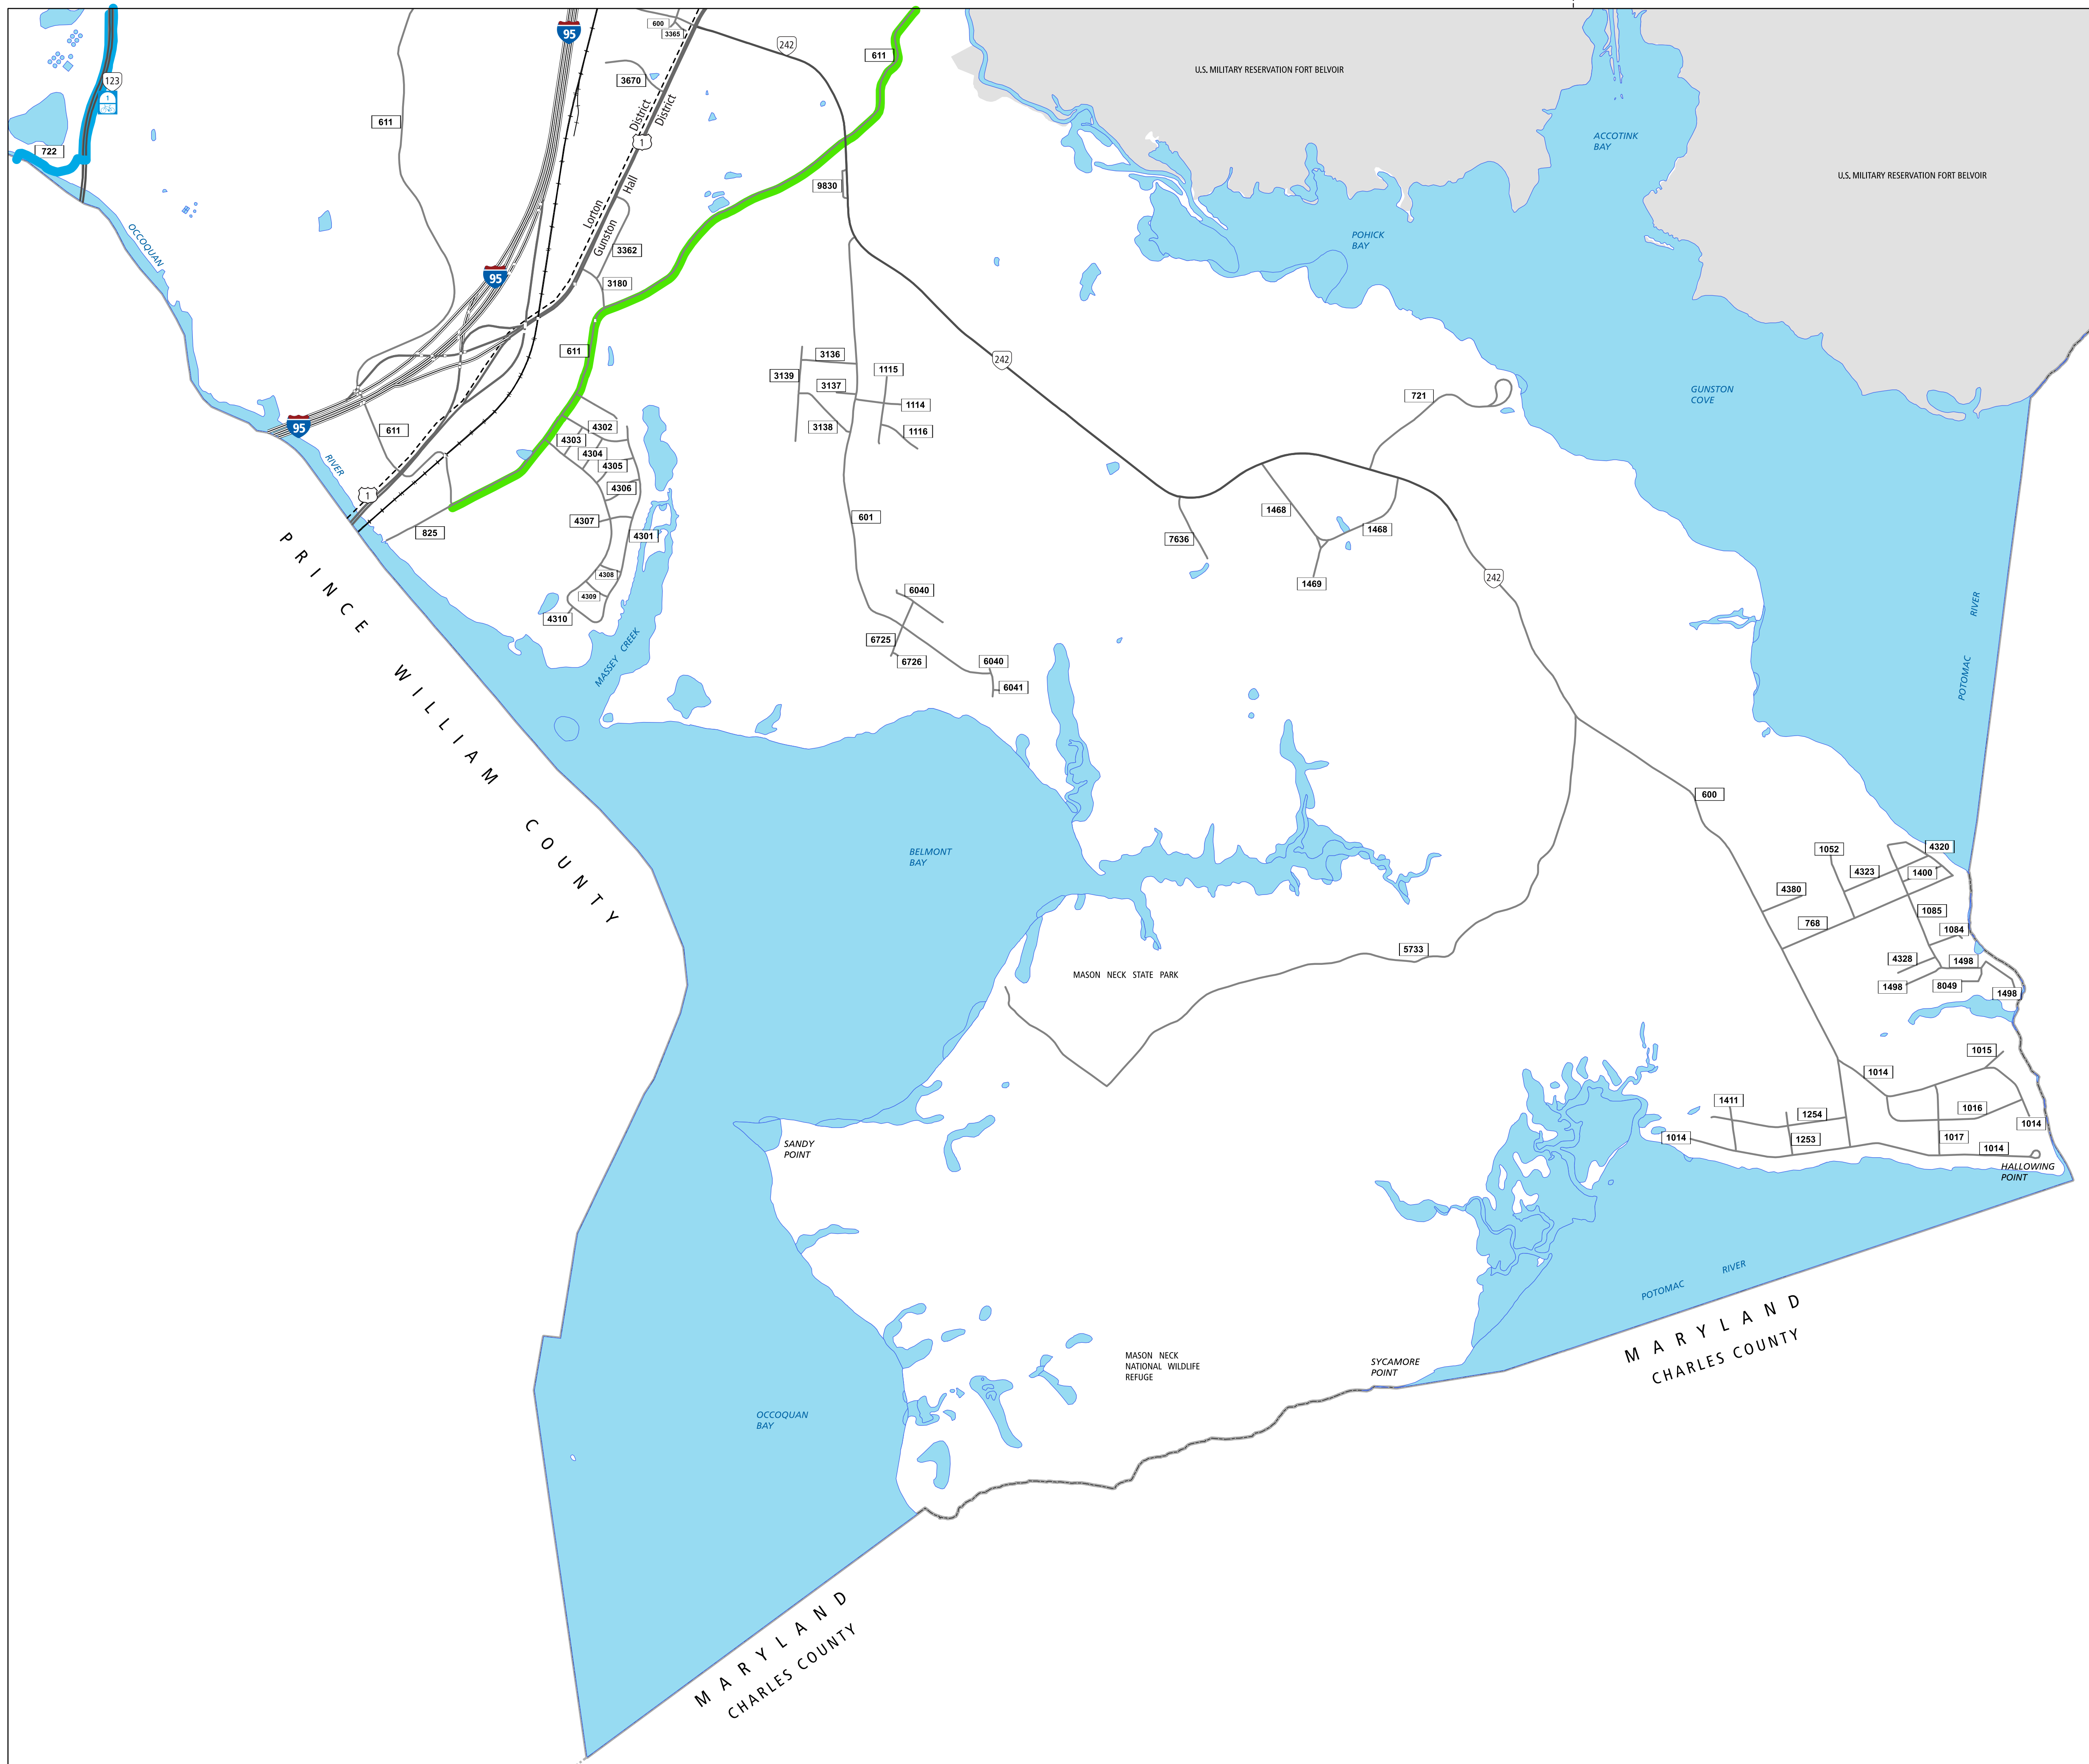 95
600
3365
242
611
U.S. MILITARY RESERVATION FORT BELVOIR
123
1
3670
611
District
District
1
ACCOTINK
BAY
722
U.S. MILITARY RESERVATION FORT BELVOIR
9830
Hall
Lorton
Gunston
OCCOQUAN
POHICK
BAY
3362
95
3180
611
3136
242
3139
1115
3137
1114
721
GUNSTON
COVE
95
611
4302
3138
1116
4303
4304
RIVER
4305
4306
1
601
1468
4307
825
4301
7636
1468
PRINCE WILLIAM COUNTY
4308
242
1469
4309
6040
POTOMAC RIVER
4310
6725
MASSEY CREEK
6726
6040
6041
600
BELMONT
BAY
1052
4320
4323
1400
4380
768
1085
1084
5733
4328
1498
MASON NECK STATE PARK
1498
8049
1498
1015
1014
1411
1254
1016
1014
SANDY
POINT
1014
1253
1017
1014
HALLOWING
POINT
POTOMAC RIVER
MARYLAND
CHARLES COUNTY
MASON NECK
NATIONAL WILDLIFE
REFUGE
SYCAMORE
POINT
OCCOQUAN
BAY
MARYLAND
CHARLES COUNTY